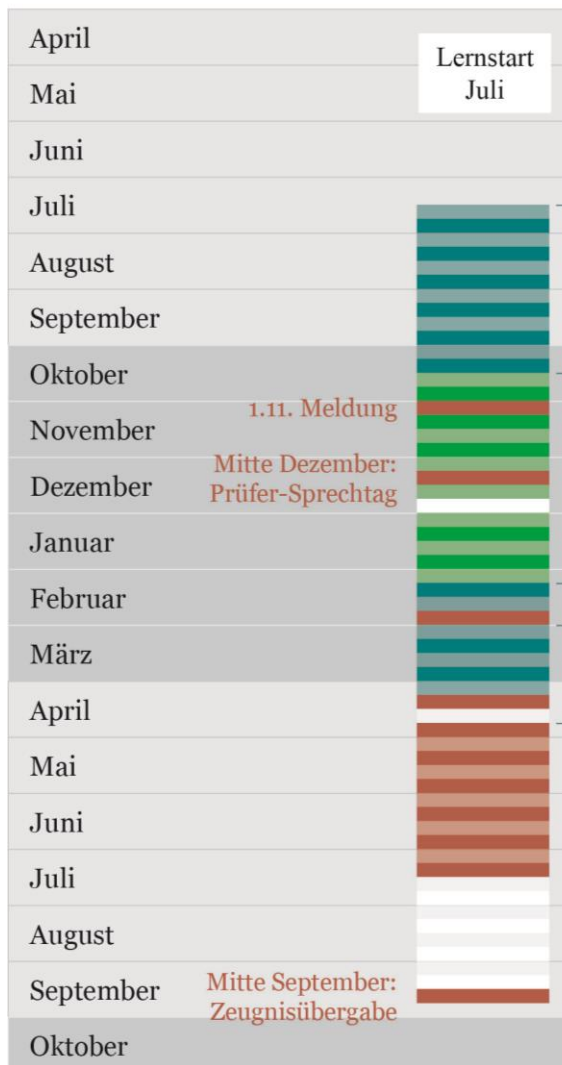 April
Lernstart
Juli
Mai
Juni
Juli
August
September
Oktober
1.11. Meldung
November
Mitte Dezember:
Prüfer-Sprechtag
Dezember
Januar
Februar
März
April
Mai
Juni
Juli
August
September
Mitte September:
Zeugnisübergabe
Oktober